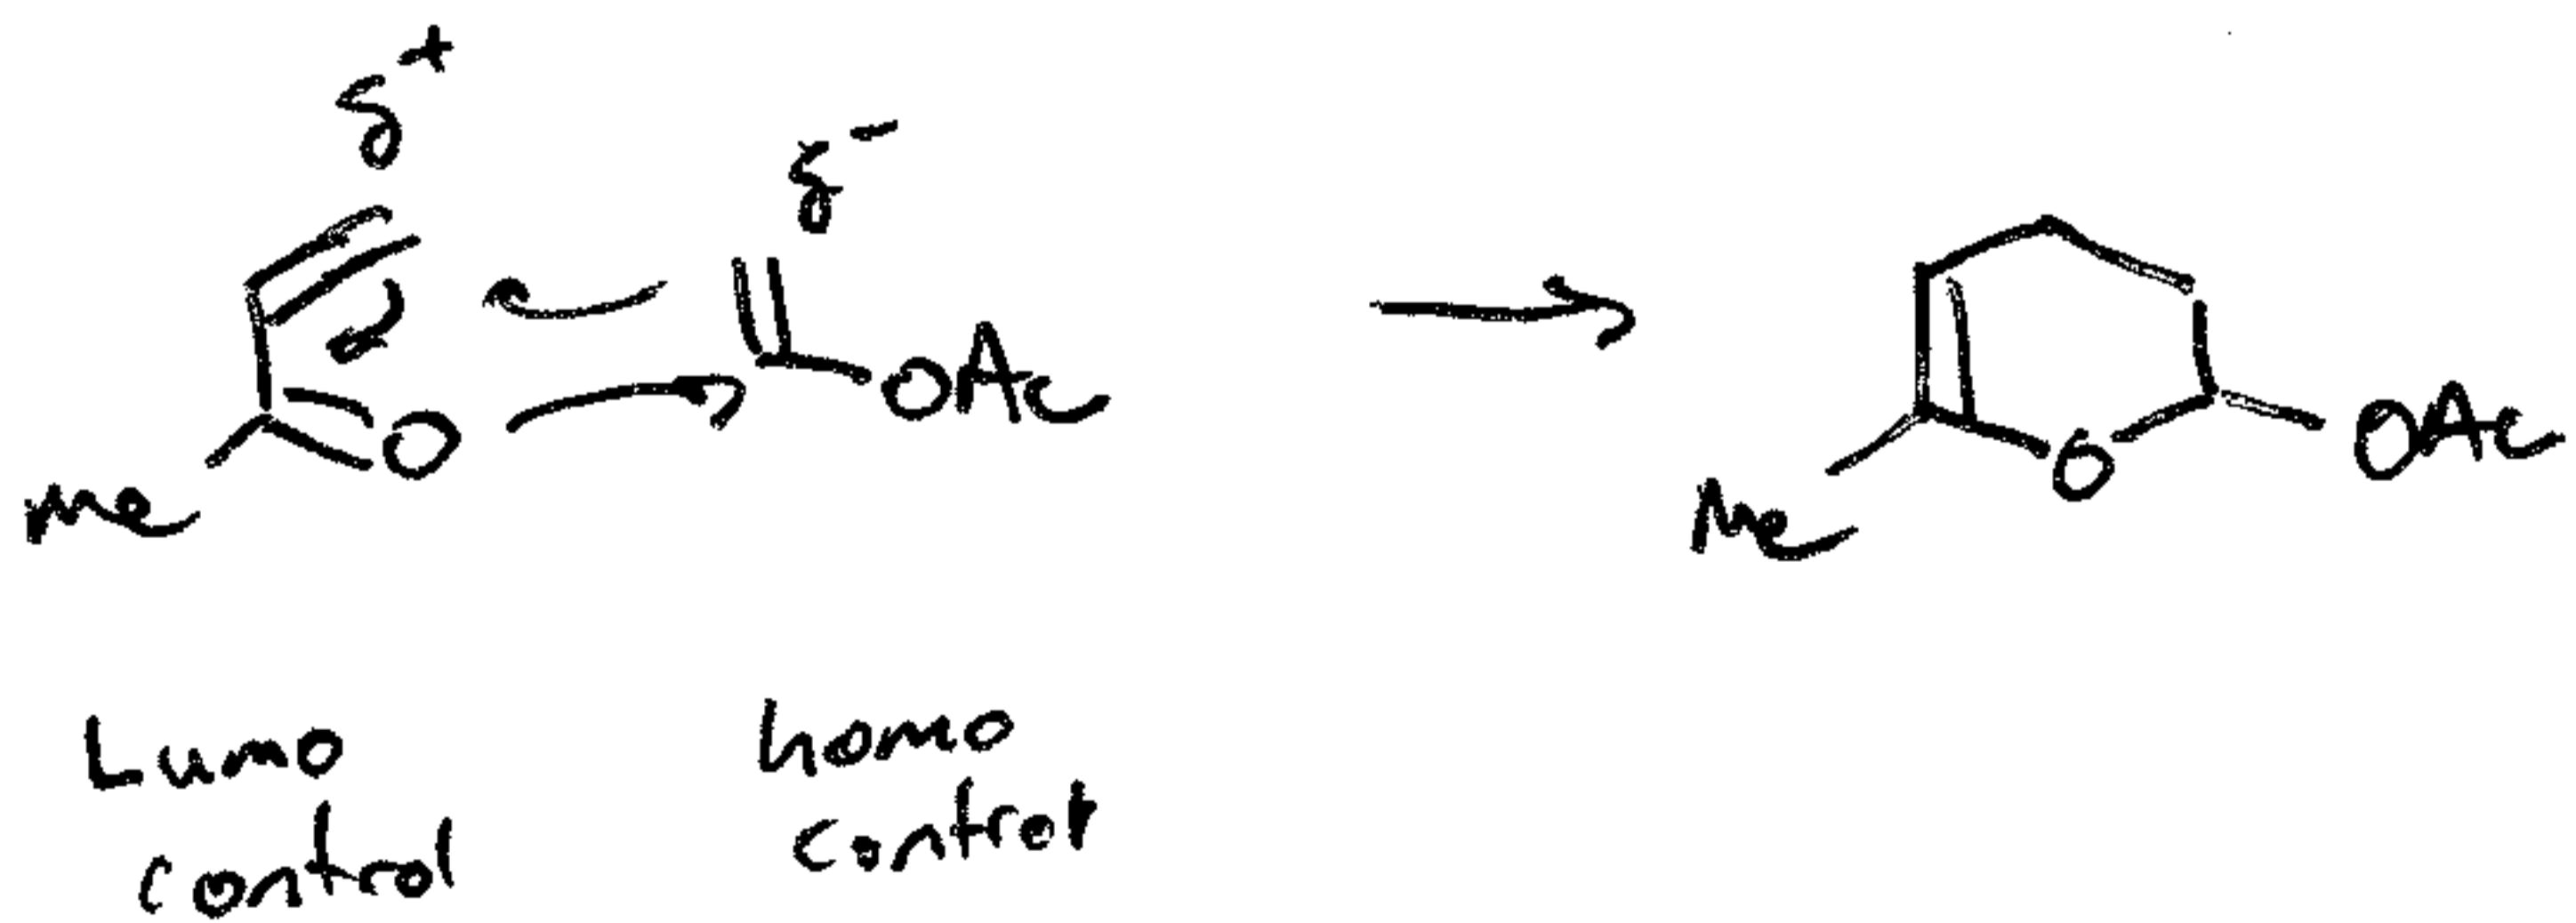 δ+
δ−
OAc
O
Me
OAc
O
Me
Lumo
control
homo
control